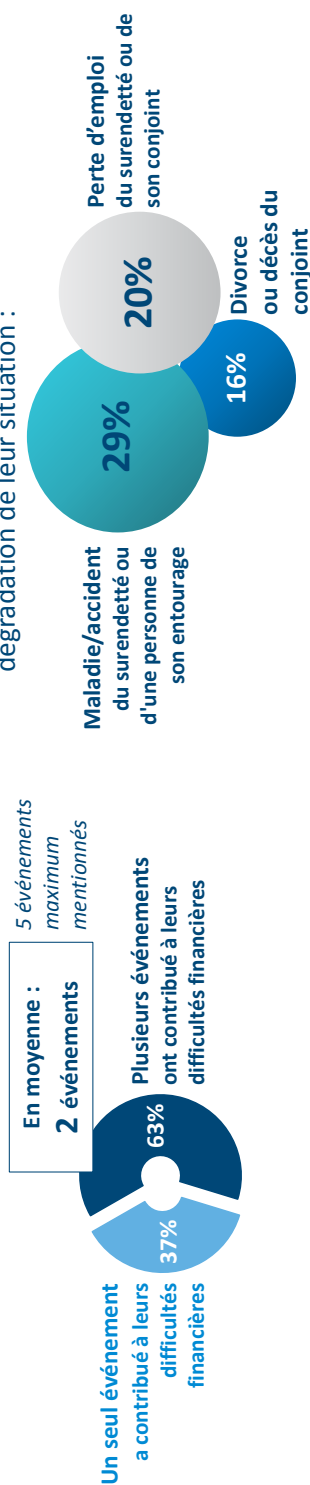 En moyenne :
2 événements
5 événements
maximum
mentionnés
Un seul événement
a contribué à leurs
difficultés
financières
37%
63%
Plusieurs événements
ont contribué à leurs
difficultés financières
dégradation de leur situation :
Maladie/accident
du surendetté ou
d'une personne de
son entourage
29%
20%
Perte d’emploi
du surendetté ou de
son conjoint
16%
Divorce
ou décès du
conjoint